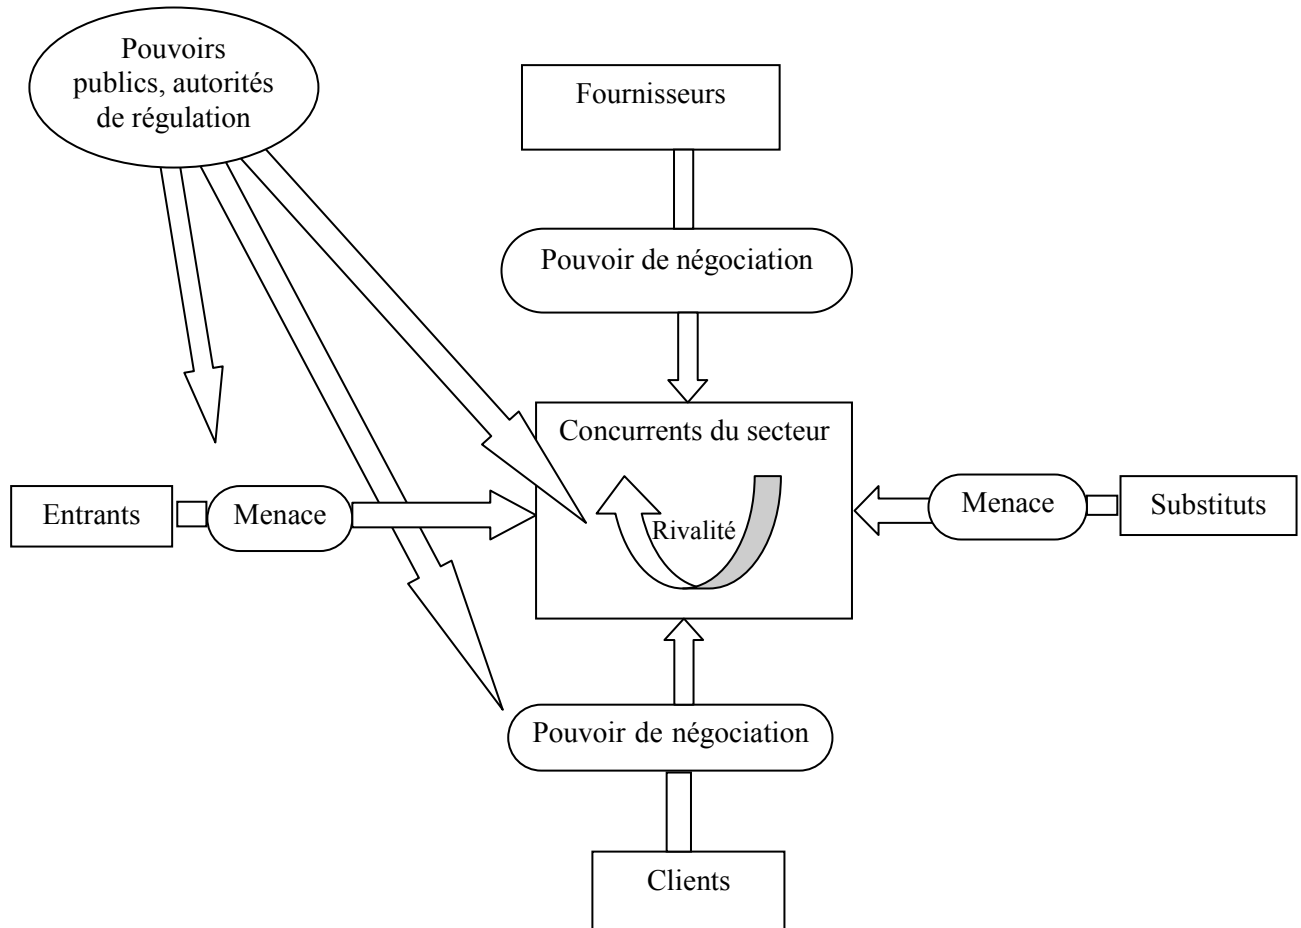 Pouvoirs
publics, autorités
de régulation
Fournisseurs
Pouvoir de négociation
Concurrents du secteur
Entrants
Menace
Rivalité
Menace
Substituts
Pouvoir de négociation
Clients